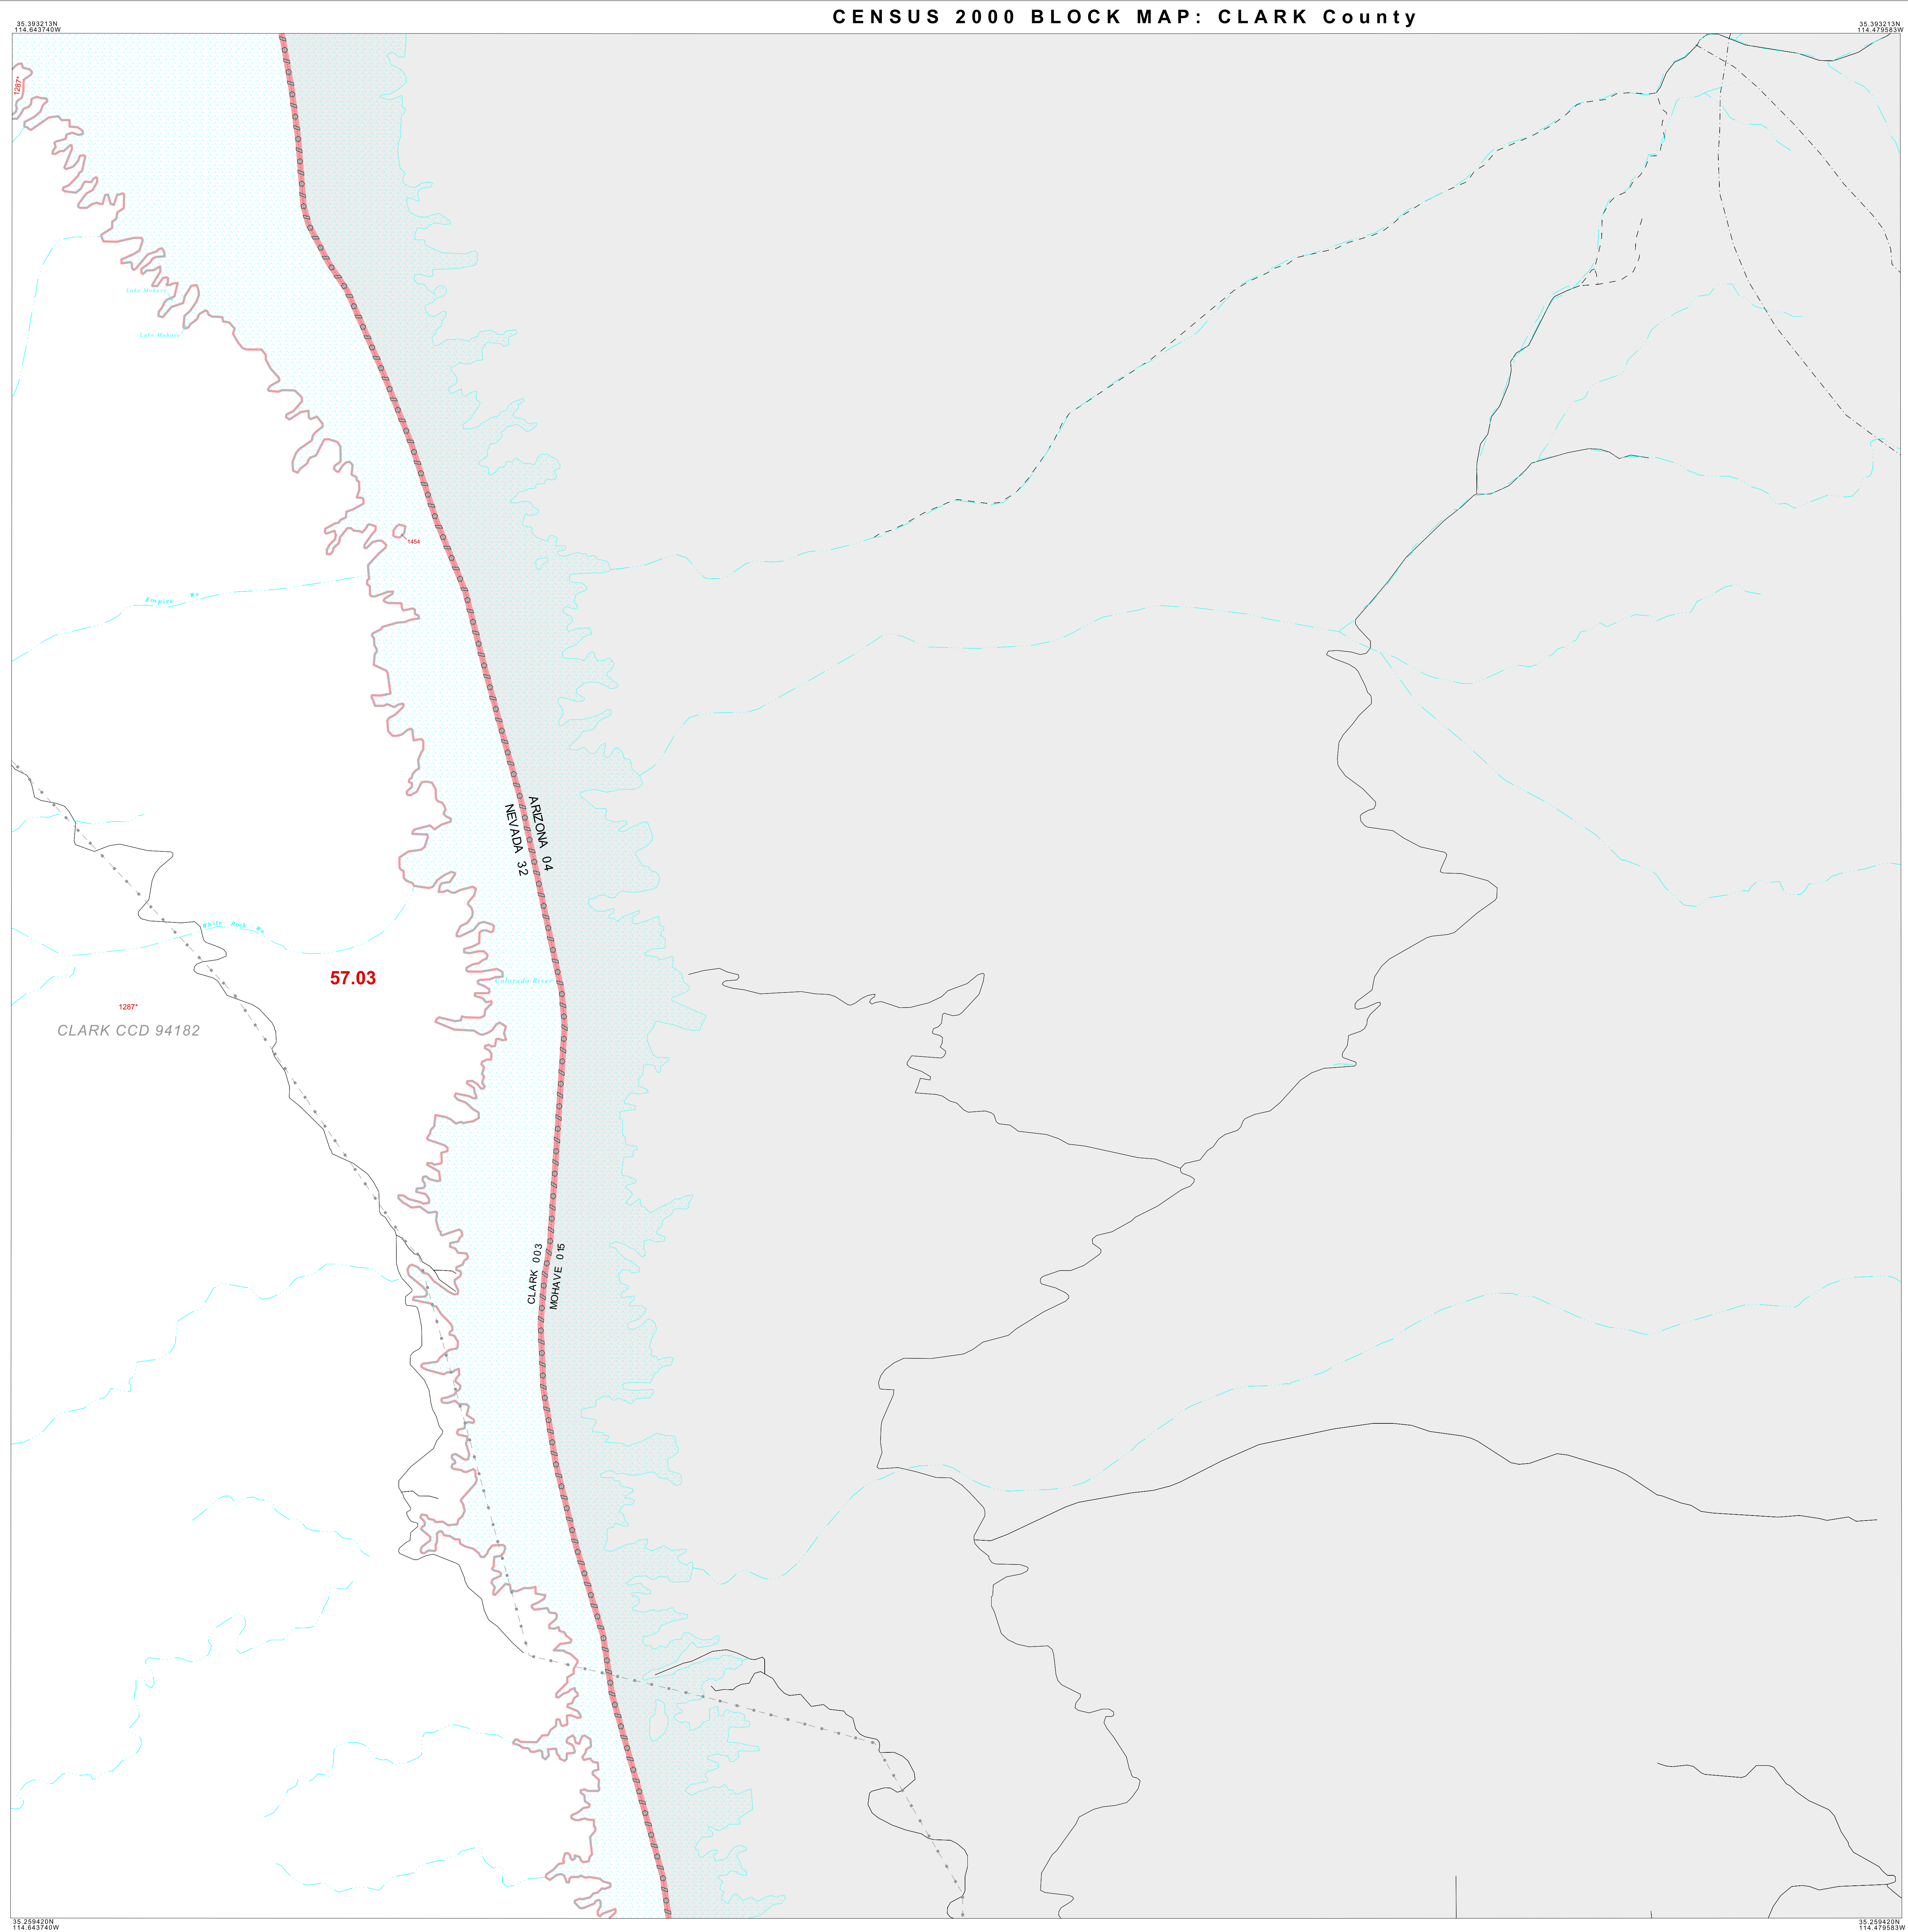 CENSUS 2000 BLOCK MAP: CLARK County
35.393213N
114.643740W
35.393213N
114.479583W
1287*
Lake Mohave
Lake Mohave
1454
Empire Ws
ARIZONA 04
NEVADA 32
White Rock Ws
57.03
Colorado River
1287*
CLARK CCD 94182
CLARK 003
MOHAVE 015
35.259420N
114.643740W
35.259420N
114.479583W